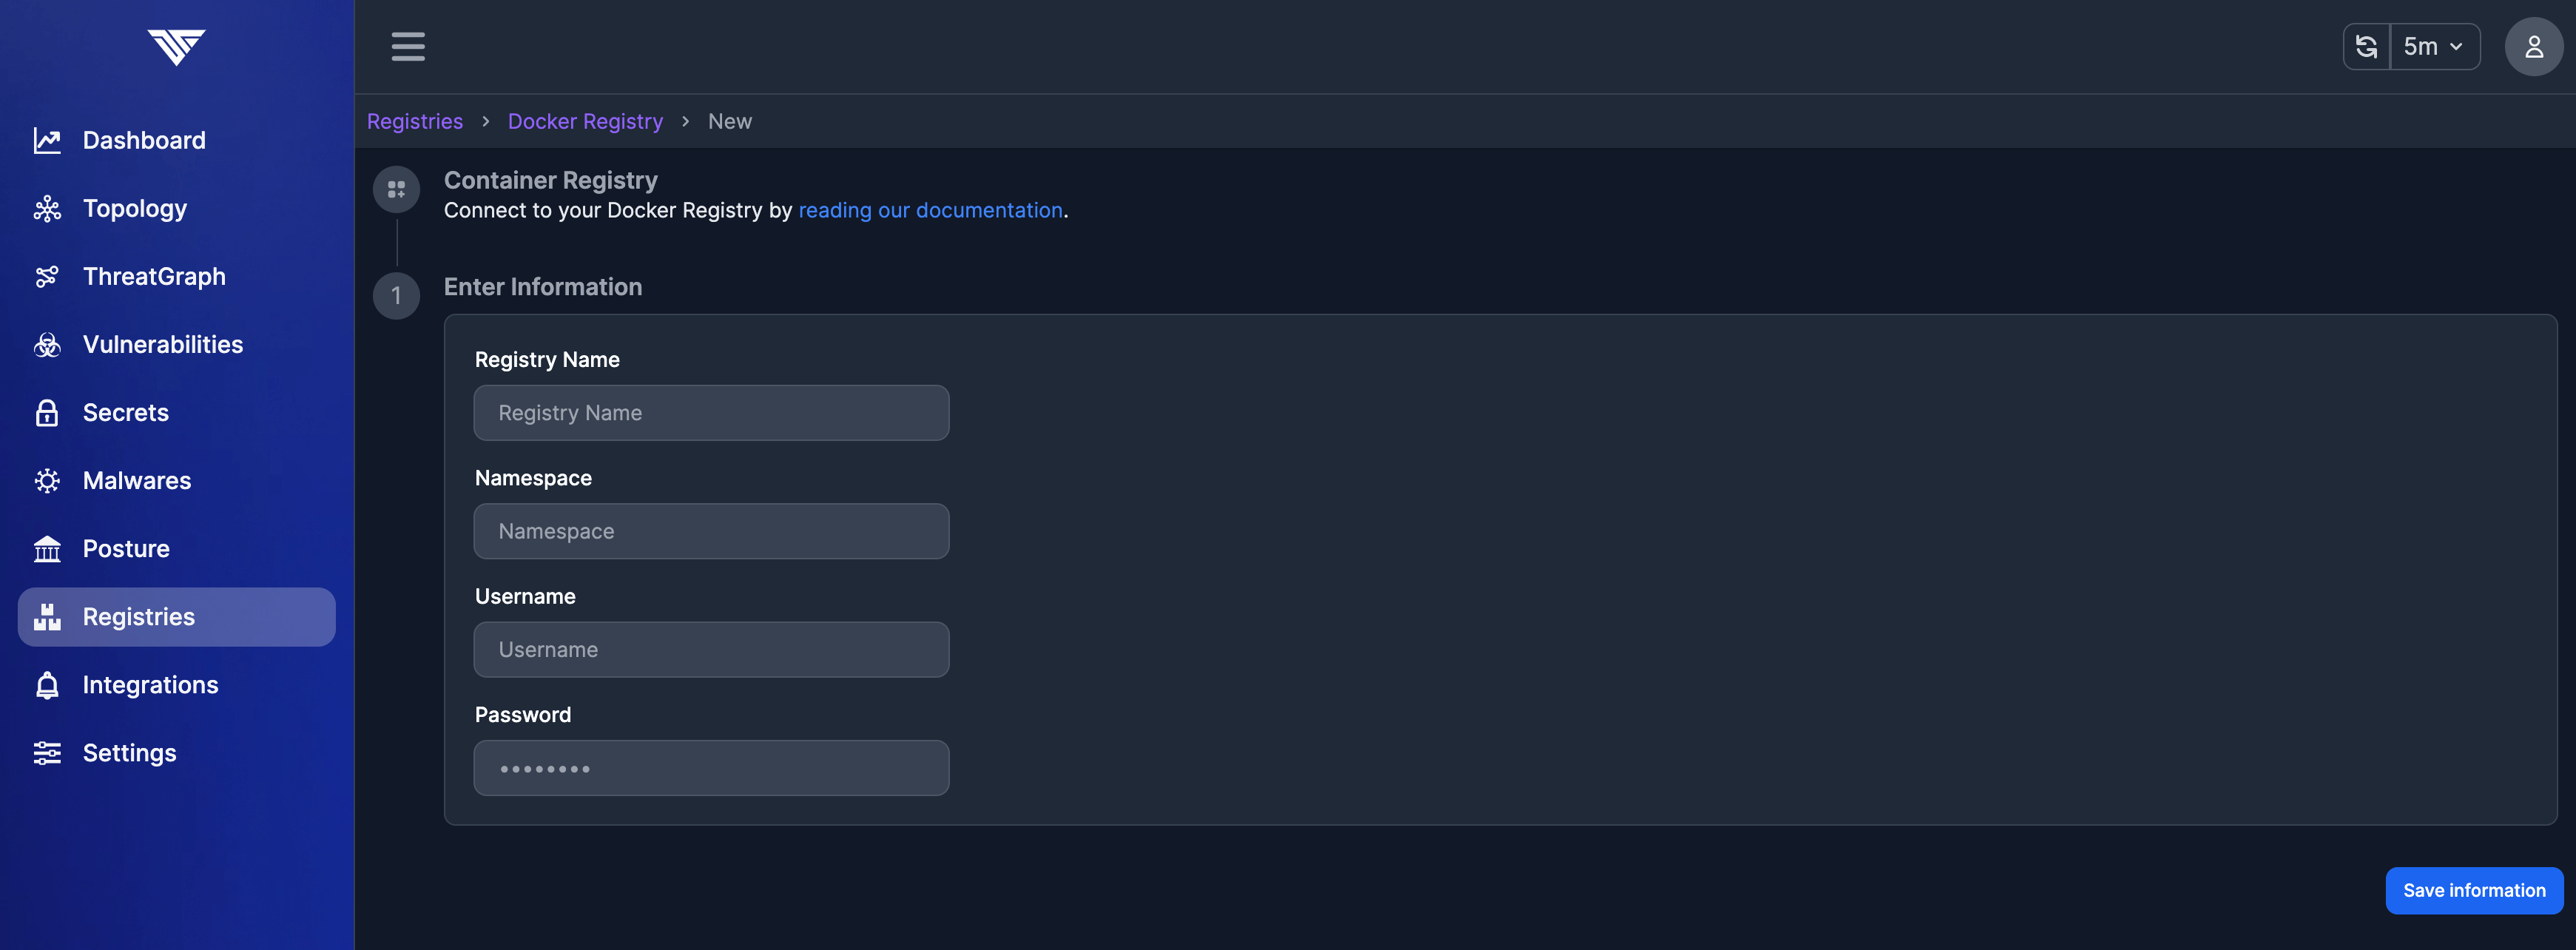 5m
Registries > Docker Registry > New
Dashboard
Topology
ThreatGraph
Vulnerabilities
Secrets
Malwares
Posture
Registries
Integrations
Settings
Container Registry
Connect to your Docker Registry by reading our documentation.
1
Enter Information
Registry Name
Registry Name
Namespace
Namespace
Username
Username
Password
••••••••
Save information